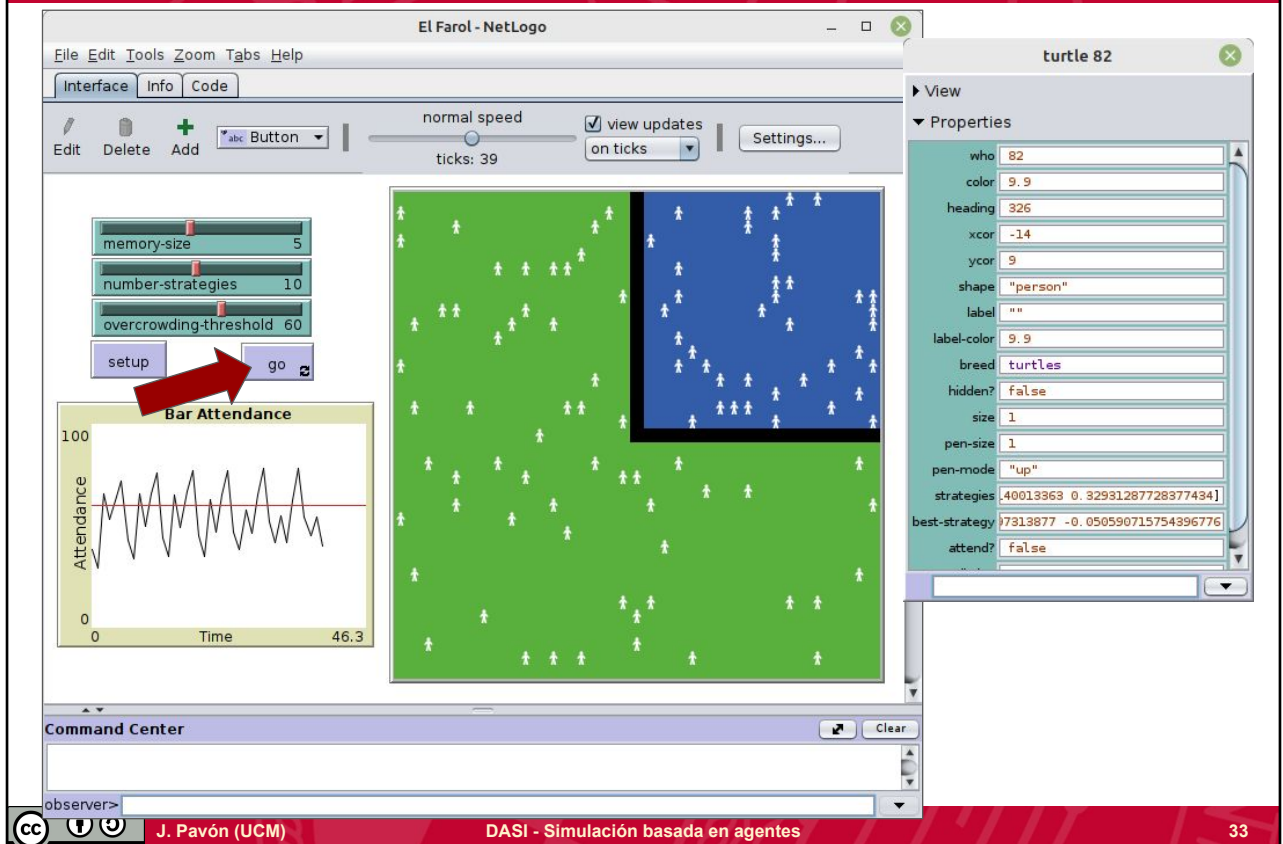 El Farol - NetLogo
File Edit Tools Zoom Tabs Help
Interface Info Code
Edit Delete Add
abc Button
normal speed
ticks: 39
view updates
on ticks
Settings...
memory-size 5
number-strategies 10
overcrowding-threshold 60
setup
go
Bar Attendance
100
Attendance
0
0 Time 46.3
turtle 82
View
Properties
who 82
color 9.9
heading 326
xcor -14
ycor 9
shape "person"
label ""
label-color 9.9
breed turtles
hidden? false
size 1
pen-size 1
pen-mode "up"
strategies .40013363 0.32931287728377434]
best-strategy 97313877 -0.050590715754396776
attend? false
Command Center
Clear
observer>
cc
J. Pavón (UCM) DASI - Simulación basada en agentes 33